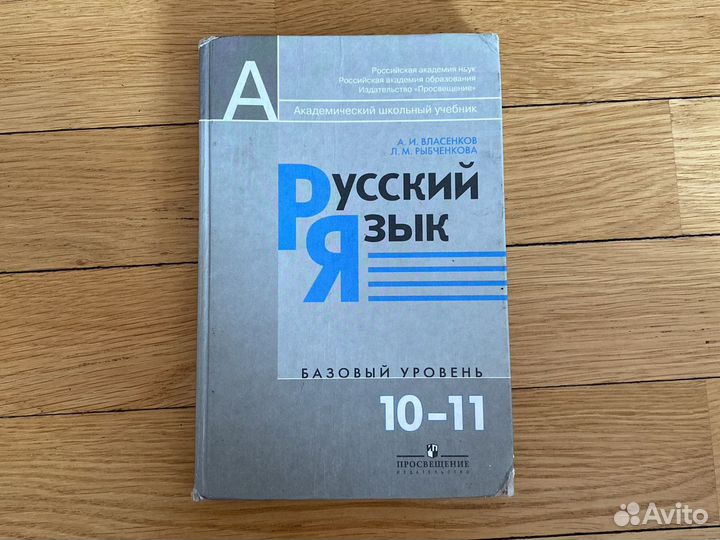 А
Российская академия наук
Российская академия образования
Издательство «Просвещение»
Академический школьный учебник
А. И. ВЛАСЕНКОВ
Л. М. РЫБЧЕНКОВА
РУССКИЙ
ЯЗЫК
БАЗОВЫЙ УРОВЕНЬ
10–11
ПРОСВЕЩЕНИЕ
ИЗДАТЕЛЬСТВО
Avito